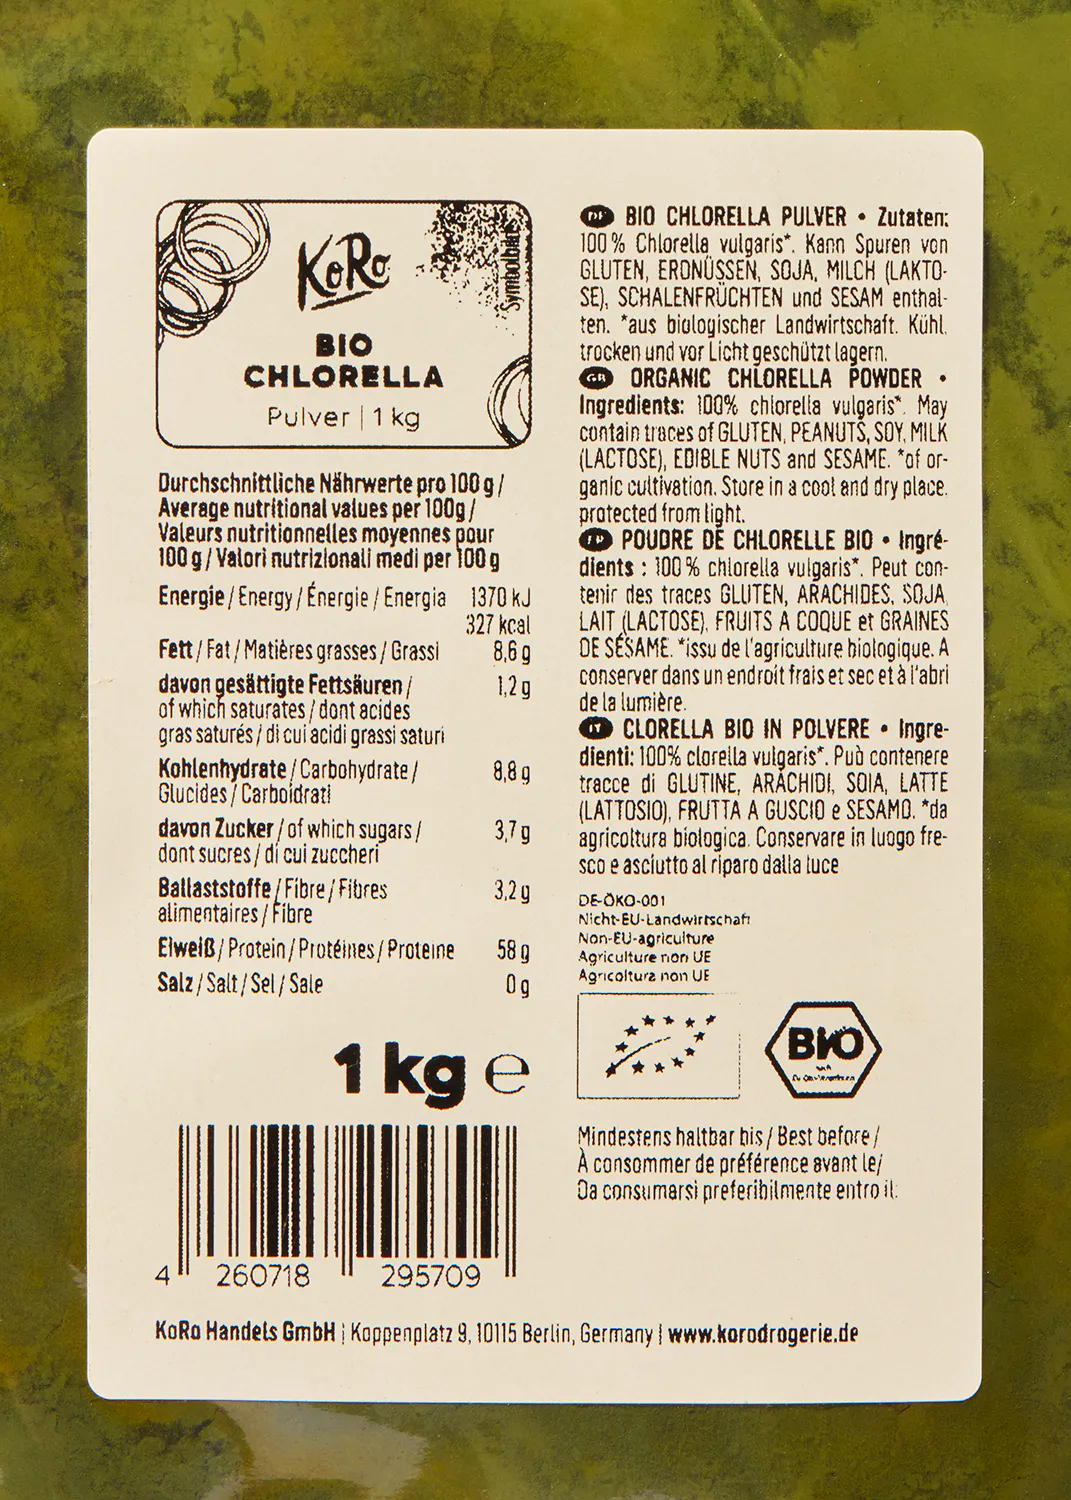 KoRo
Symbolbild
BIO
CHLORELLA
Pulver | 1 kg
Durchschnittliche Nährwerte pro 100 g /
Average nutritional values per 100g /
Valeurs nutritionnelles moyennes pour
100 g / Valori nutrizionali medi per 100 g
Energie / Energy / Énergie / Energia 1370 kJ
327 kcal
Fett / Fat / Matières grasses / Grassi 8,6 g
davon gesättigte Fettsäuren / 1,2 g
of which saturates / dont acides
gras saturés / di cui acidi grassi saturi
Kohlenhydrate / Carbohydrate / 8,8 g
Glucides / Carboidrati
davon Zucker / of which sugars / 3,7 g
dont sucres / di cui zuccheri
Ballaststoffe / Fibre / Fibres 3,2 g
alimentaires / Fibre
Eiweiß / Protein / Protéines / Proteine 58 g
Salz / Salt / Sel / Sale 0 g
1 kg e
4 260718 295709
DE BIO CHLORELLA PULVER • Zutaten:
100 % Chlorella vulgaris*. Kann Spuren von
GLUTEN, ERDNÜSSEN, SOJA, MILCH (LAKTO-
SE), SCHALENFRÜCHTEN und SESAM enthal-
ten. *aus biologischer Landwirtschaft. Kühl,
trocken und vor Licht geschützt lagern.
GB ORGANIC CHLORELLA POWDER •
Ingredients: 100% chlorella vulgaris*. May
contain traces of GLUTEN, PEANUTS, SOY, MILK
(LACTOSE), EDIBLE NUTS and SESAME. *of or-
ganic cultivation. Store in a cool and dry place.
protected from light.
FR POUDRE DE CHLORELLE BIO • Ingré-
dients : 100 % chlorella vulgaris*. Peut con-
tenir des traces GLUTEN, ARACHIDES, SOJA,
LAIT (LACTOSE), FRUITS A COQUE et GRAINES
DE SÉSAME. *issu de l'agriculture biologique. A
conserver dans un endroit frais et sec et à l'abri
de la lumière.
IT CLORELLA BIO IN POLVERE • Ingre-
dienti: 100% clorella vulgaris*. Può contenere
tracce di GLUTINE, ARACHIDI, SOIA, LATTE
(LATTOSIO), FRUTTA A GUSCIO e SESAMO. *da
agricoltura biologica. Conservare in luogo fre-
sco e asciutto al riparo dalla luce
DE-ÖKO-001
Nicht-EU-Landwirtschaft
Non-EU-agriculture
Agriculture non UE
Agricoltura non UE
BIO
nach
EG-Öko-Verordnung
Mindestens haltbar bis / Best before /
À consommer de préférence avant le/
Da consumarsi preferibilmente entro il:
KoRo Handels GmbH | Koppenplatz 9, 10115 Berlin, Germany | www.korodrogerie.de